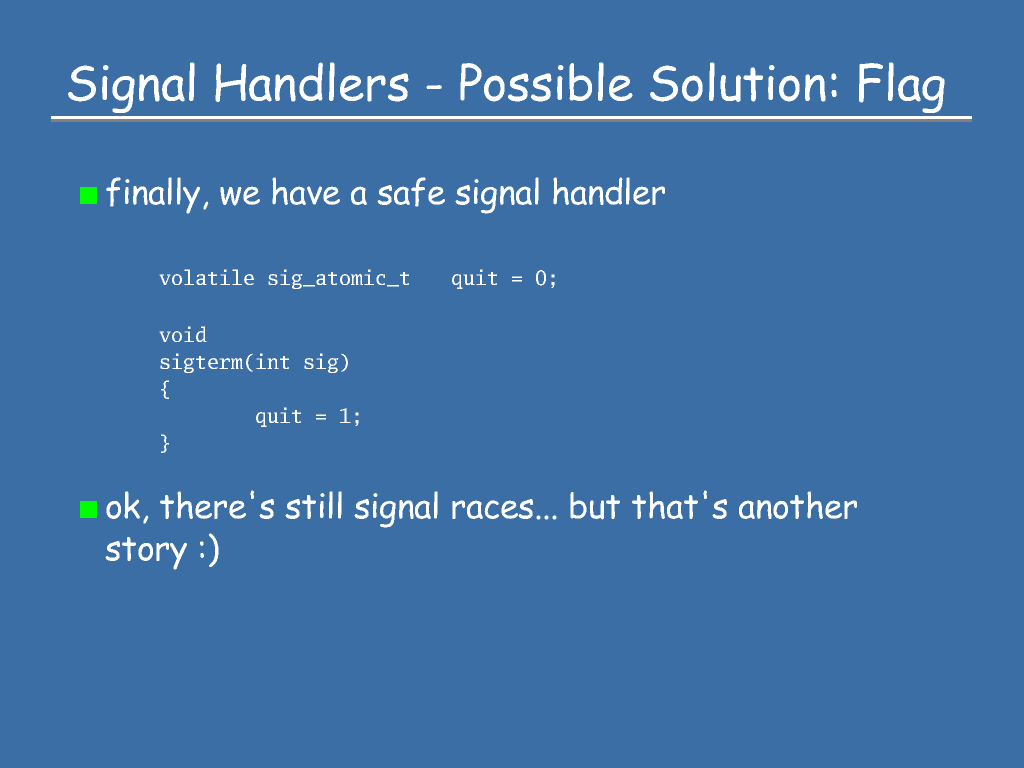 Signal Handlers - Possible Solution: Flag
finally, we have a safe signal handler
volatile sig_atomic_t   quit = 0;
void
sigterm(int sig)
{
        quit = 1;
}
ok, there's still signal races... but that's another
story :)